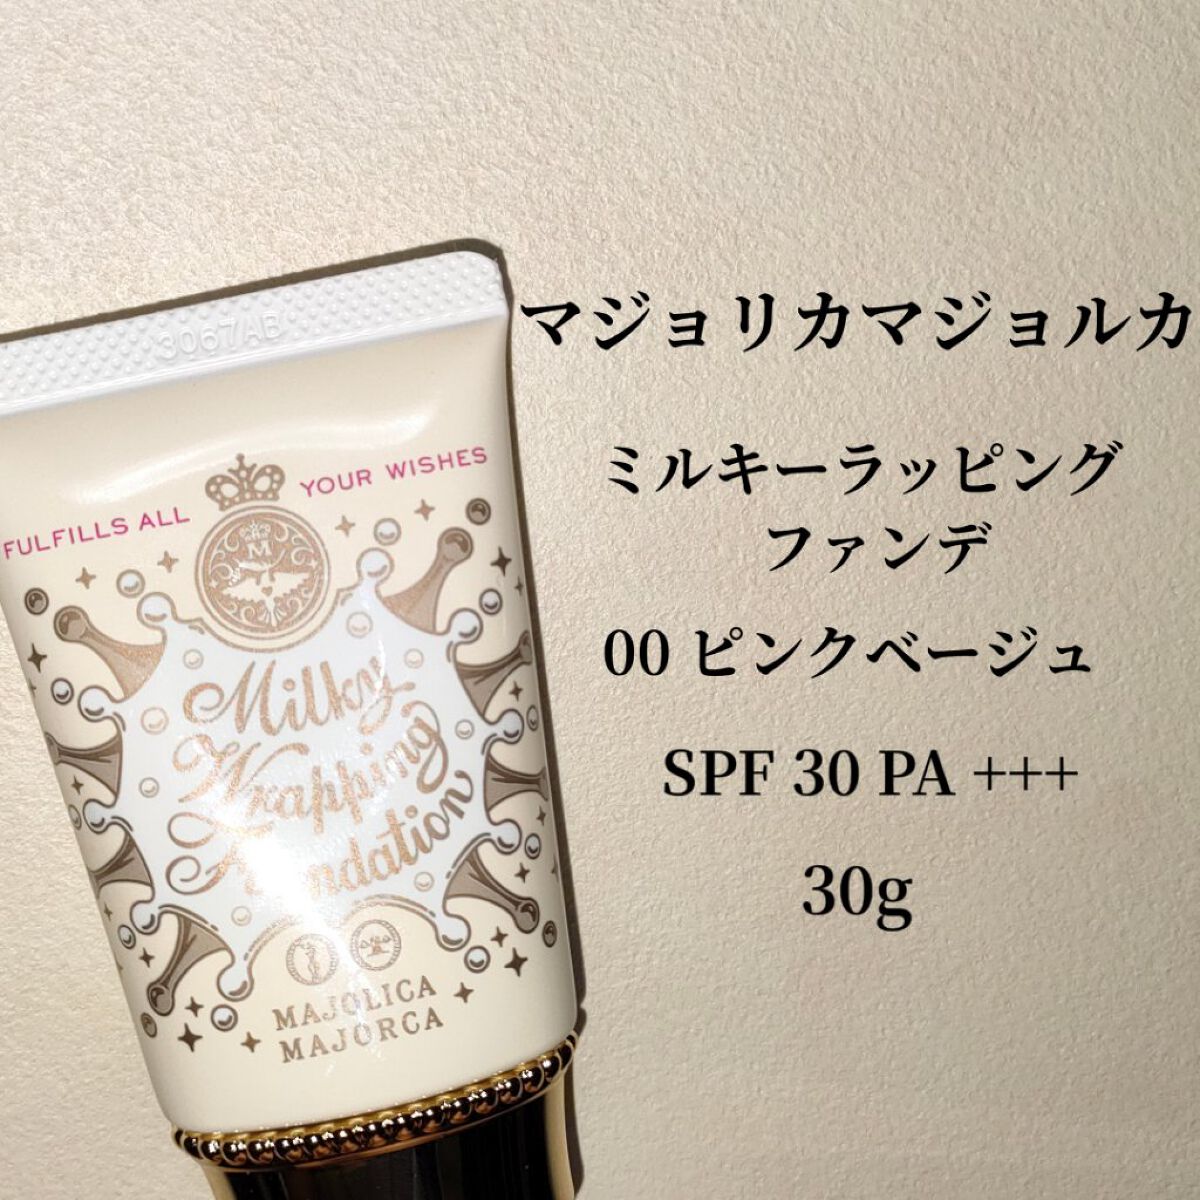 3067AB
FULFILLS ALL YOUR WISHES
M
Milky
Wrapping
Foundation
MAJOLICA
MAJORCA
マジョリカマジョルカ
ミルキーラッピング
ファンデ
00 ピンクベージュ
SPF 30 PA +++
30g